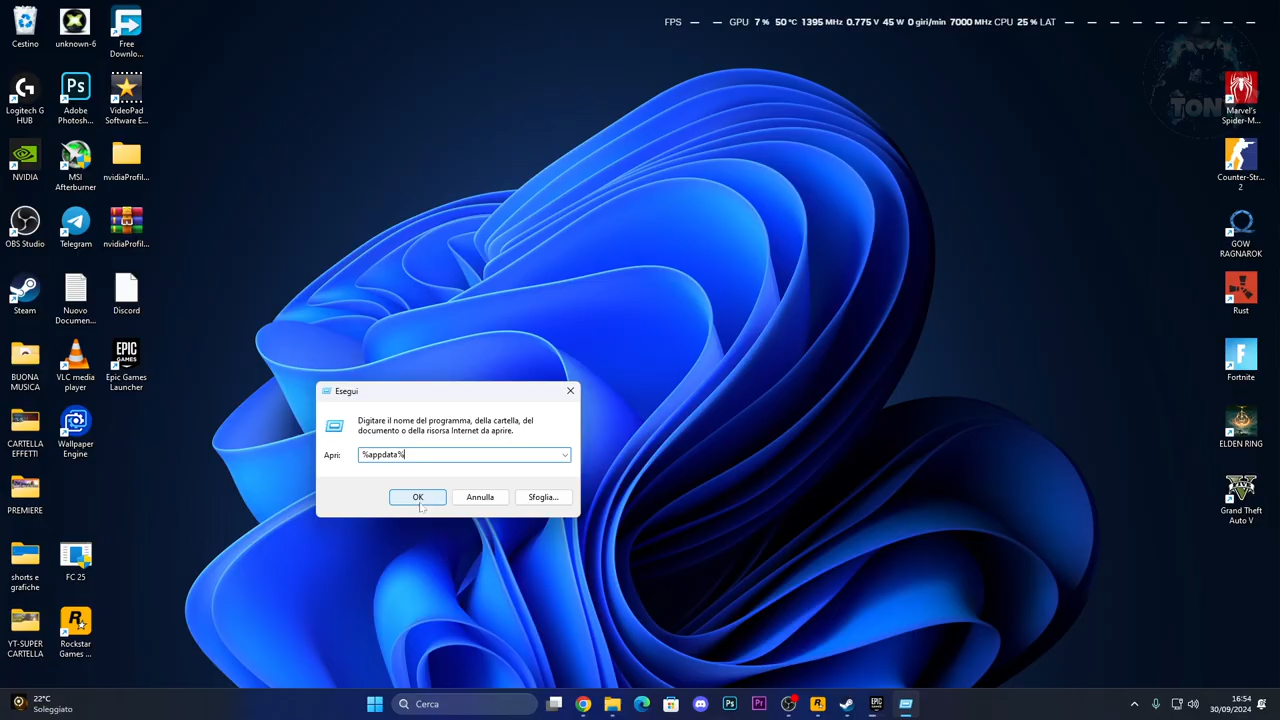 FPS — — GPU 7 % 50 °C 1395 MHz 0.775 V 45 W 0 giri/min 7000 MHz CPU 25 % LAT — — — — — — — —
Cestino
unknown-6
Free
Downlo...
Logitech G
HUB
Adobe
Photosh...
VideoPad
Software E...
NVIDIA
MSI
Afterburner
nvidiaProfil...
OBS Studio
Telegram
nvidiaProfil...
Steam
Nuovo
Documen...
Discord
BUONA
MUSICA
VLC media
player
EPIC
GAMES
Epic Games
Launcher
CARTELLA
EFFETTI
Wallpaper
Engine
PREMIERE
shorts e
grafiche
FC 25
YT-SUPER
CARTELLA
Rockstar
Games ...
Marvel's
Spider-M...
Counter-Str...
2
GOW
RAGNAROK
Rust
Fortnite
ELDEN RING
Grand Theft
Auto V
Esegui
Digitare il nome del programma, della cartella, del
documento o della risorsa Internet da aprire.
Apri: %appdata%
OK Annulla Sfoglia...
22°C
Soleggiato
Cerca
16:54
30/09/2024